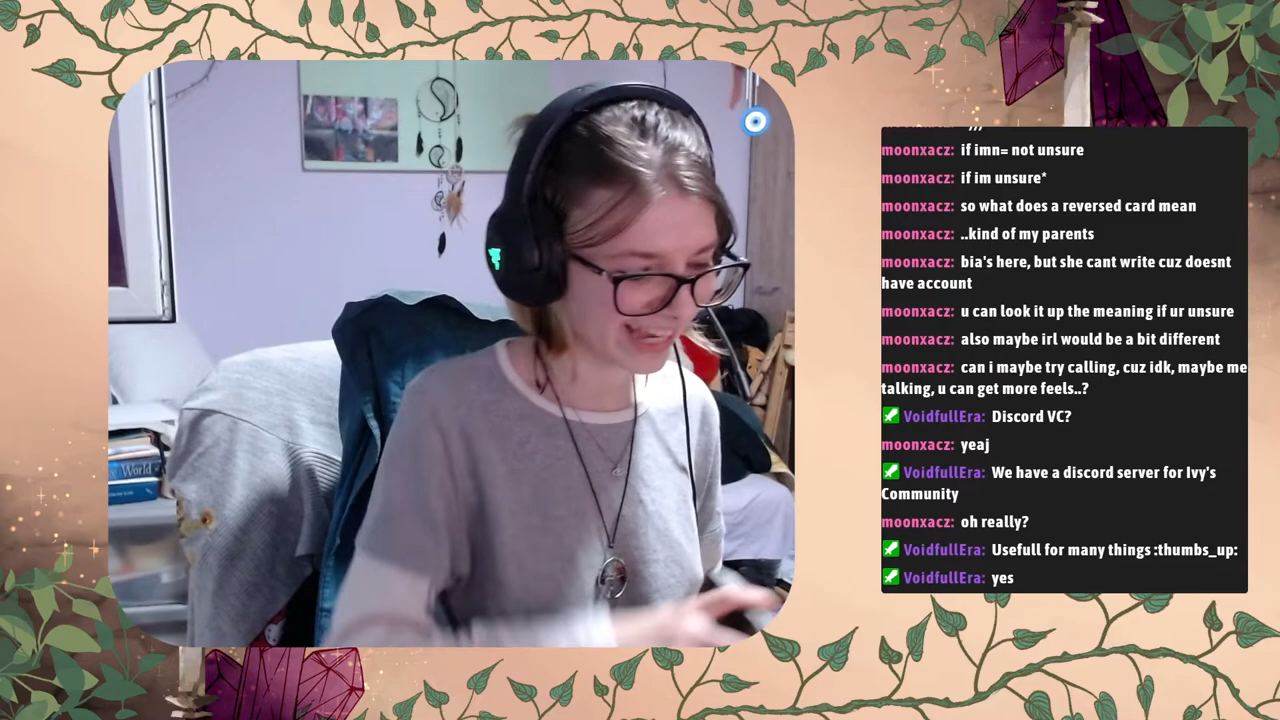 moonxacz: if imn= not unsure
moonxacz: if im unsure*
moonxacz: so what does a reversed card mean
moonxacz: ..kind of my parents
moonxacz: bia's here, but she cant write cuz doesnt
have account
moonxacz: u can look it up the meaning if ur unsure
moonxacz: also maybe irl would be a bit different
moonxacz: can i maybe try calling, cuz idk, maybe me
talking, u can get more feels..?
VoidfullEra: Discord VC?
moonxacz: yeaj
VoidfullEra: We have a discord server for Ivy's
Community
moonxacz: oh really?
VoidfullEra: Usefull for many things :thumbs_up:
VoidfullEra: yes
World